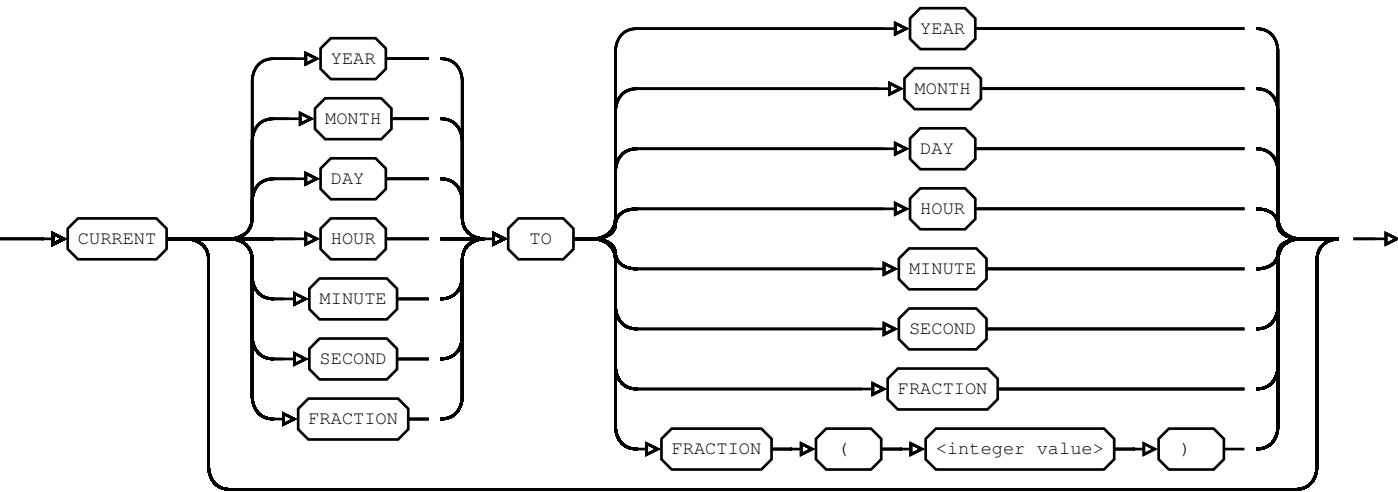 CURRENT
YEAR
MONTH
DAY
HOUR
MINUTE
SECOND
FRACTION
TO
YEAR
MONTH
DAY
HOUR
MINUTE
SECOND
FRACTION
FRACTION ( <integer value> )